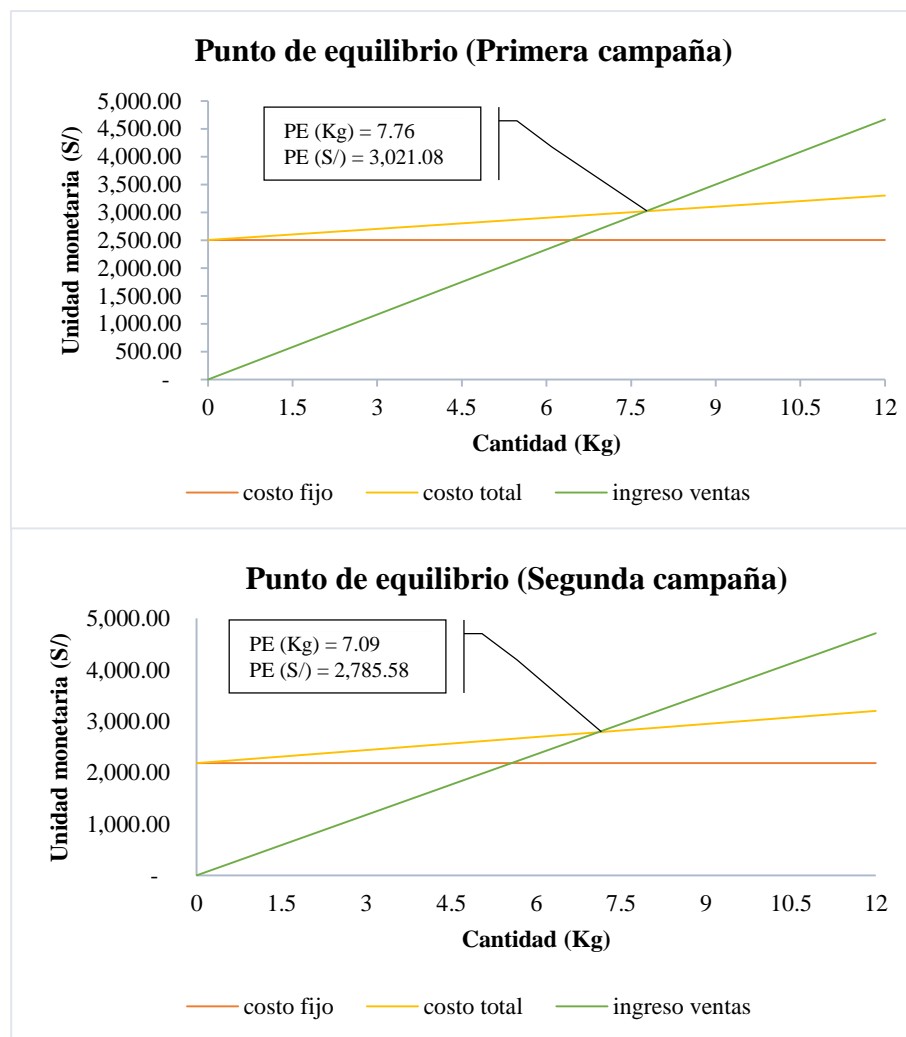 Punto de equilibrio (Primera campaña)
Unidad monetaria (S/)
5,000.00
4,500.00
4,000.00
3,500.00
3,000.00
2,500.00
2,000.00
1,500.00
1,000.00
500.00
-
PE (Kg) = 7.76
PE (S/) = 3,021.08
0 1.5 3 4.5 6 7.5 9 10.5 12
Cantidad (Kg)
costo fijo costo total ingreso ventas
Punto de equilibrio (Segunda campaña)
Unidad monetaria (S/)
5,000.00
4,000.00
3,000.00
2,000.00
1,000.00
-
PE (Kg) = 7.09
PE (S/) = 2,785.58
0 1.5 3 4.5 6 7.5 9 10.5 12
Cantidad (Kg)
costo fijo costo total ingreso ventas